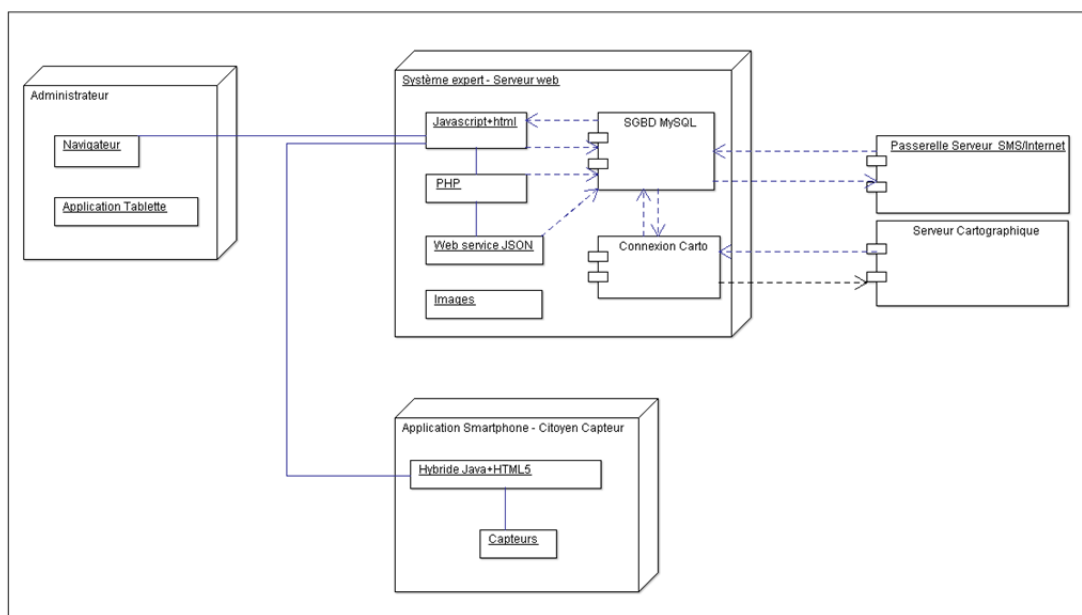 Administrateur
Navigateur
Application Tablette
Système expert - Serveur web
Javascript+html
PHP
Web service JSON
Images
SGBD MySQL
Connexion Carto
Passerelle Serveur SMS/Internet
Serveur Cartographique
Application Smartphone - Citoyen Capteur
Hybride Java+HTML5
Capteurs